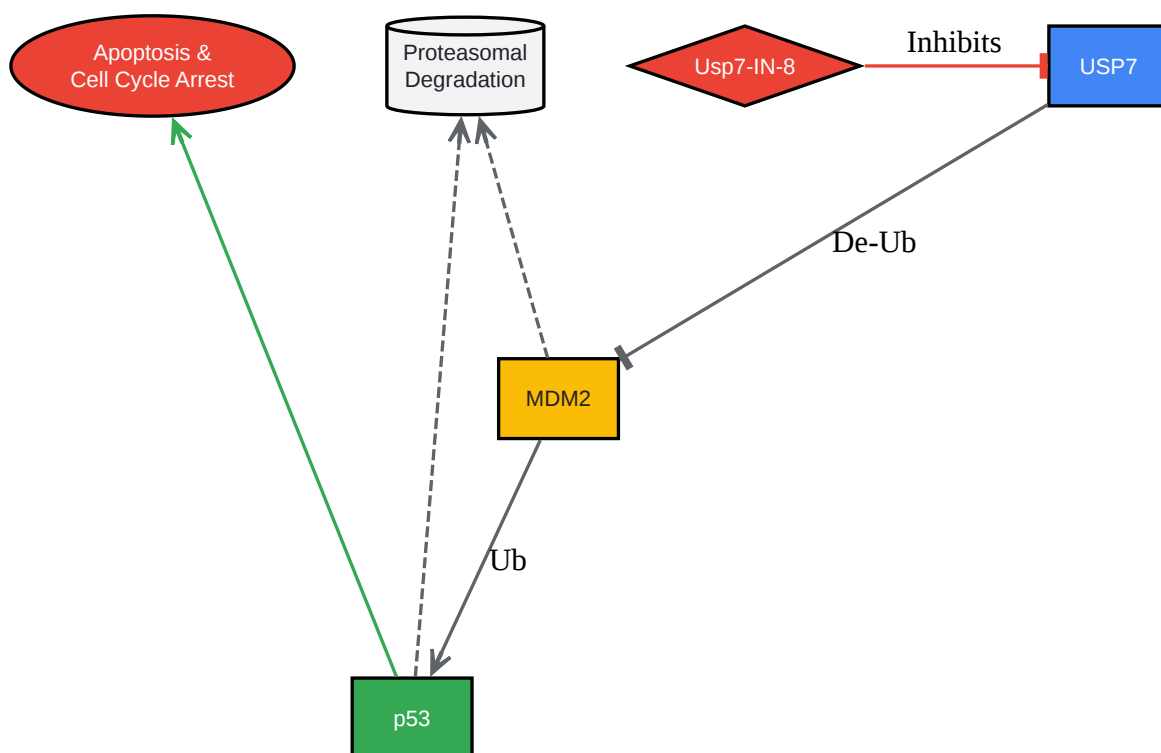 Apoptosis &
Cell Cycle Arrest
Proteasomal
Degradation
Usp7-IN-8
Inhibits
USP7
De-Ub
MDM2
Ub
p53